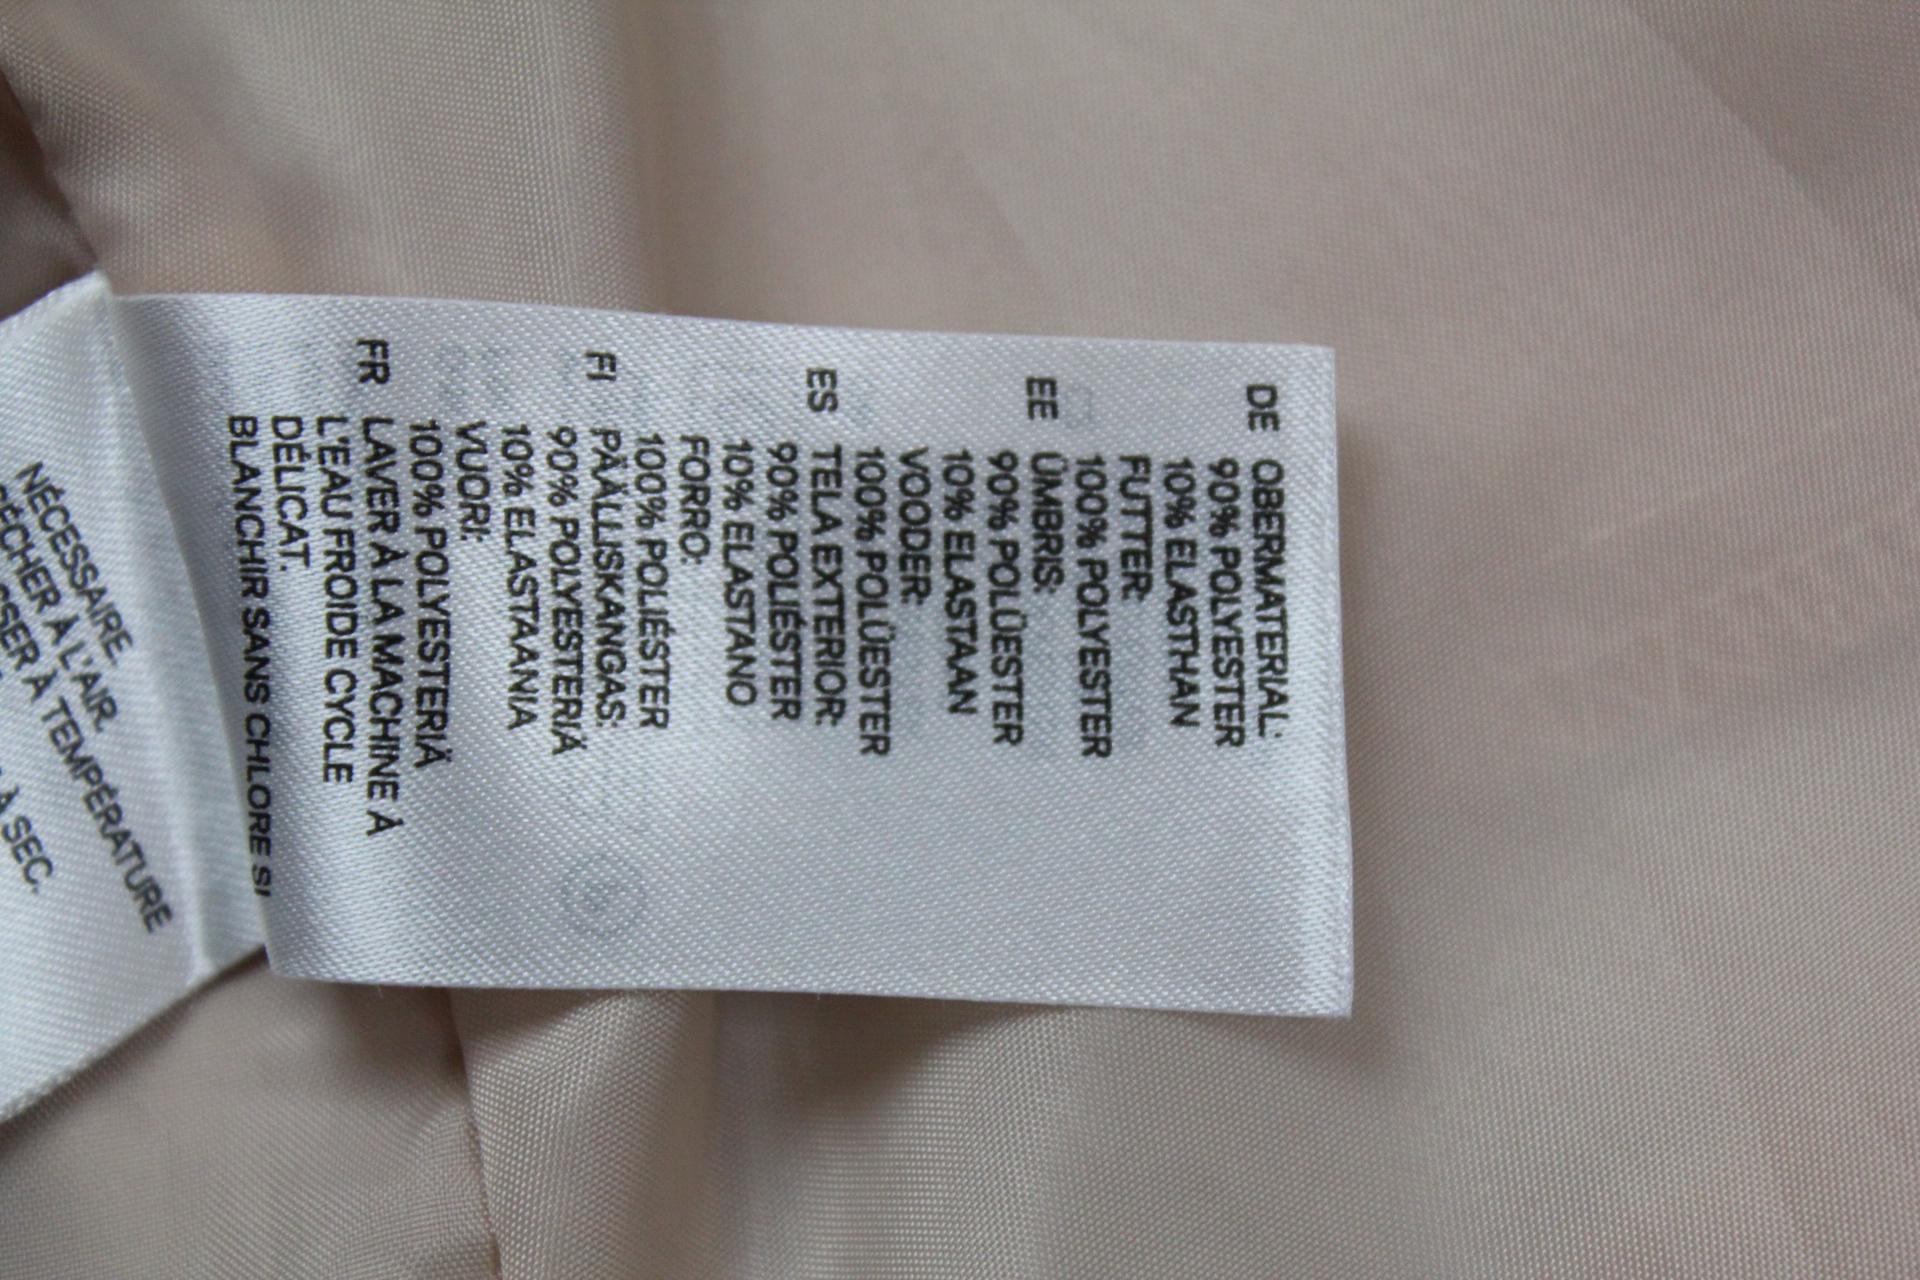 DE OBERMATERIAL:
90% POLYESTER
10% ELASTHAN
FUTTER:
100% POLYESTER
EE ÜMBRIS:
90% POLÜESTER
10% ELASTAAN
VOODER:
100% POLÜESTER
ES TELA EXTERIOR:
90% POLIÉSTER
10% ELASTANO
FORRO:
100% POLIÉSTER
FI PÄÄLLISKANGAS:
90% POLYESTERIÄ
10% ELASTAANIA
VUORI:
100% POLYESTERIÄ
FR LAVER À LA MACHINE À
L'EAU FROIDE CYCLE
DÉLICAT.
BLANCHIR SANS CHLORE SI
NÉCESSAIRE.
SÉCHER À L'AIR.
À TEMPÉRATURE
À SEC.